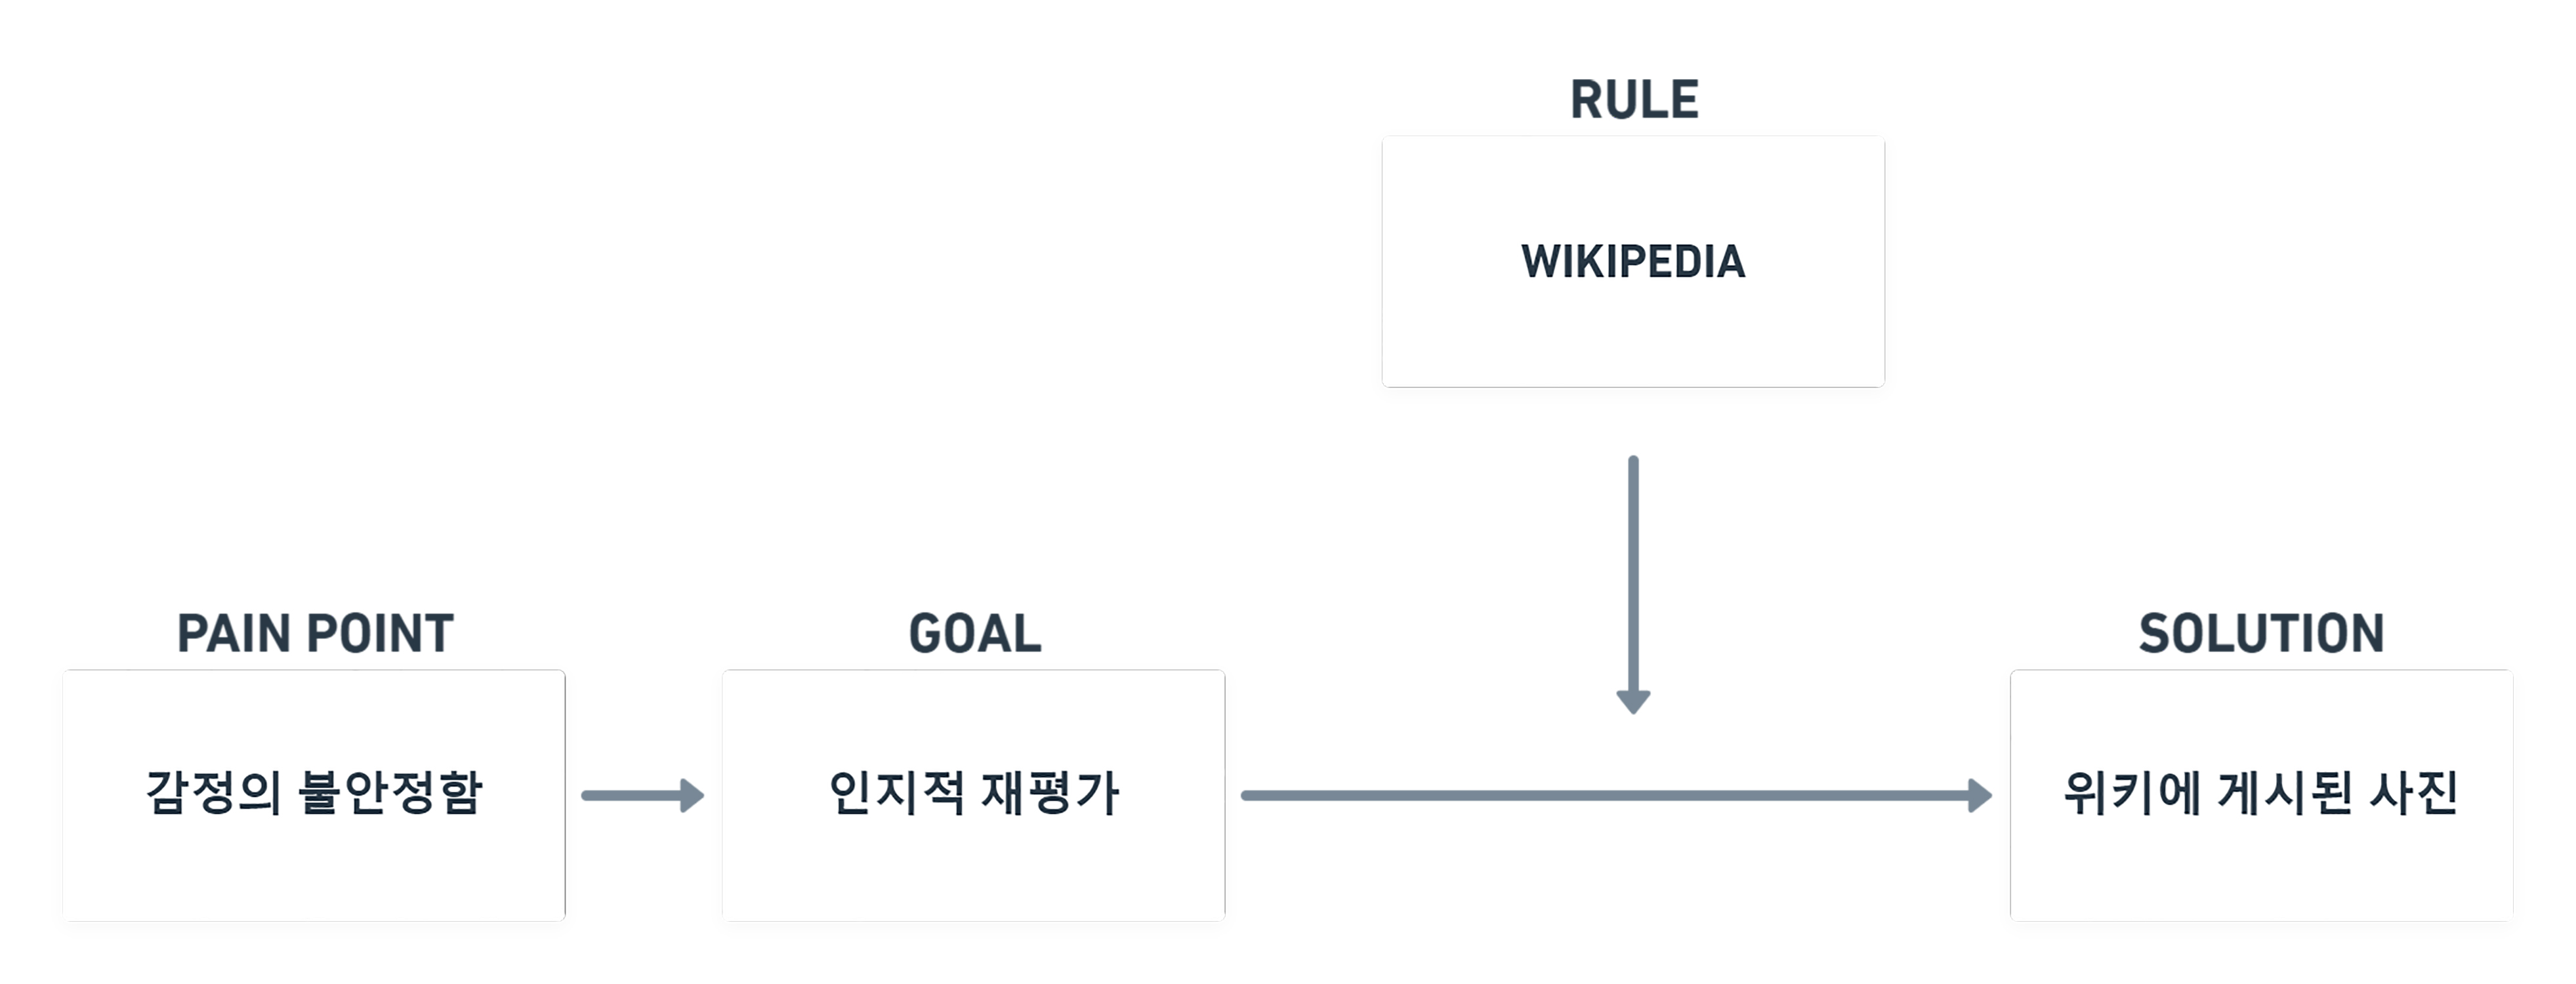 RULE
WIKIPEDIA
PAIN POINT
감정의 불안정함
GOAL
인지적 재평가
SOLUTION
위키에 게시된 사진